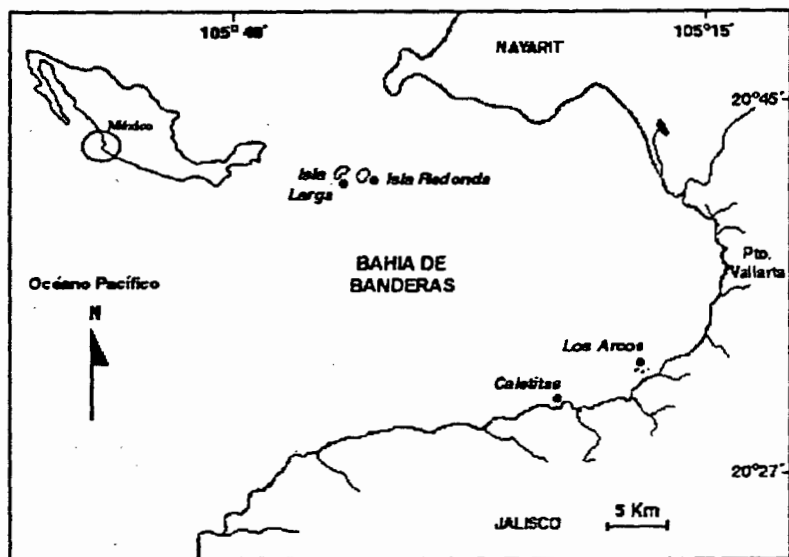 105° 46´
105°15´
NAYARIT
20°45´
México
Isla
Larga
Isla Redonda
BAHIA DE
BANDERAS
Pto.
Vallarta
Océano Pacífico
N
Los Arcos
Caletitas
20°27´
JALISCO
5 Km